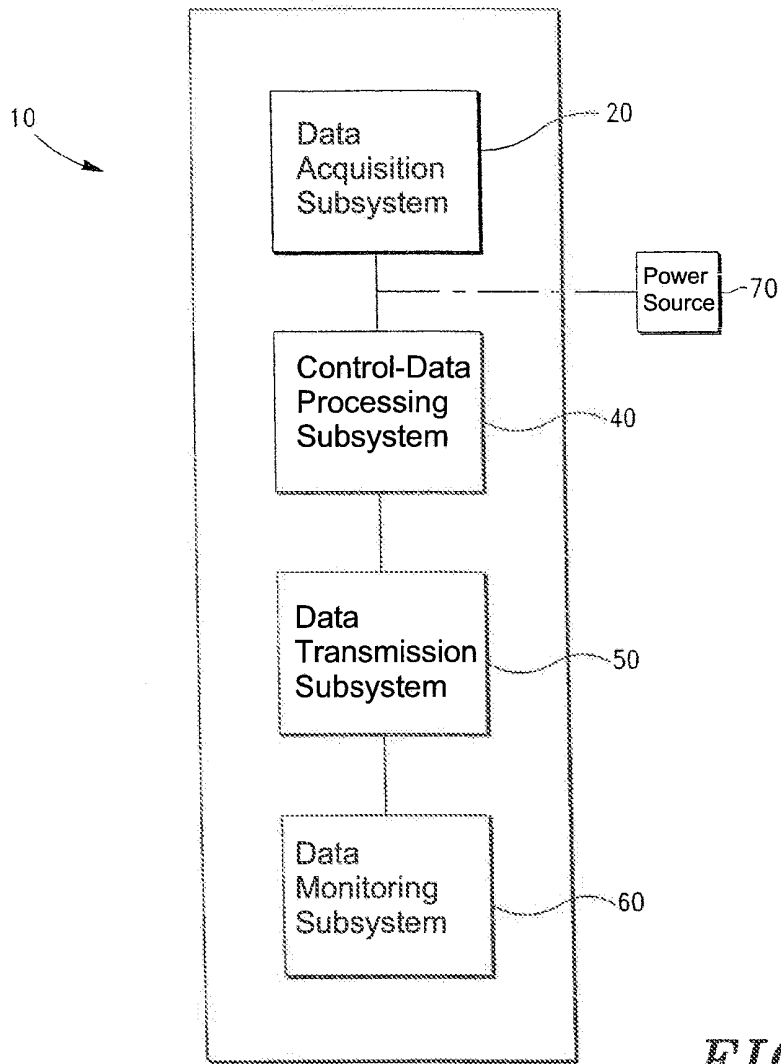 10
Data
Acquisition
Subsystem
20
Power
Source
70
Control-Data
Processing
Subsystem
40
Data
Transmission
Subsystem
50
Data
Monitoring
Subsystem
60